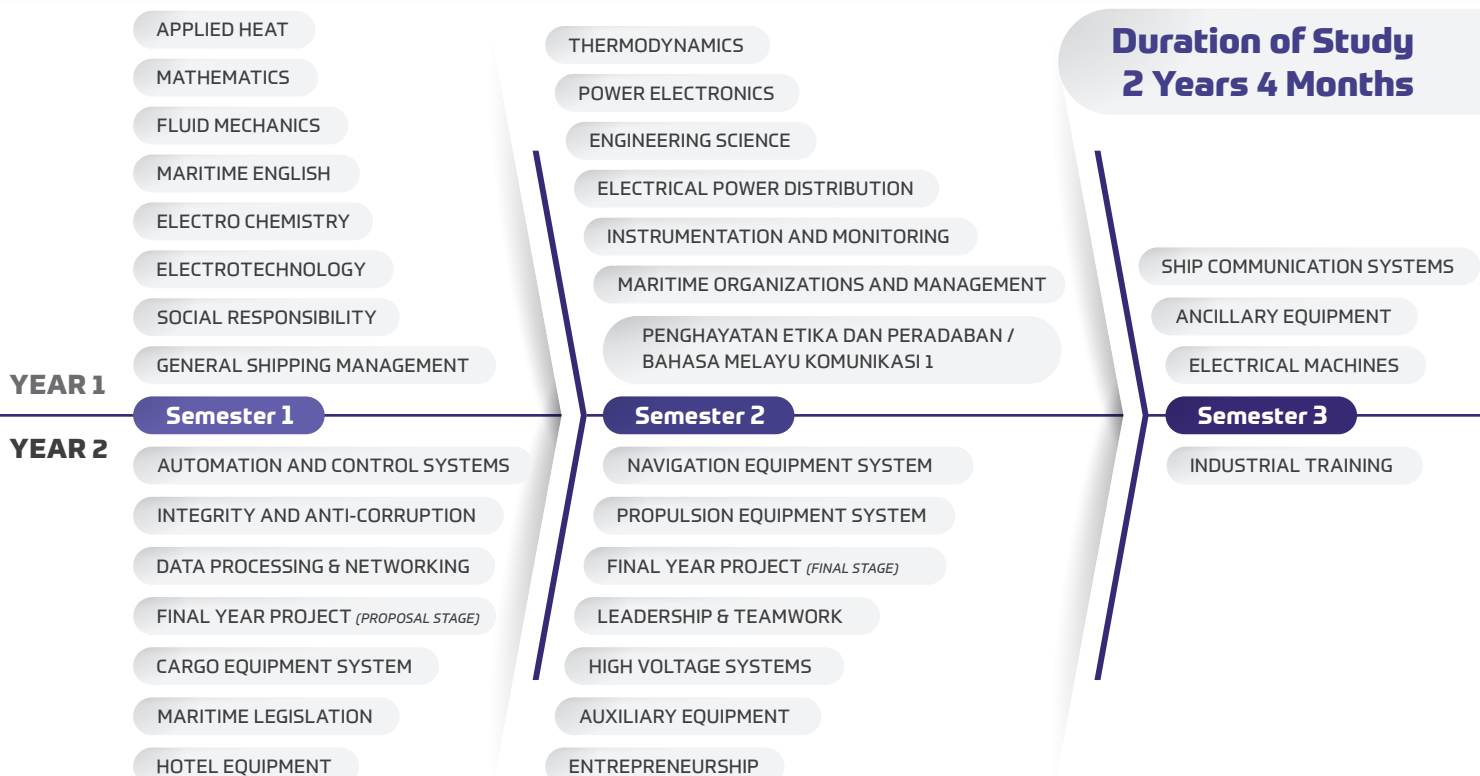 Duration of Study
2 Years 4 Months
YEAR 1
APPLIED HEAT
MATHEMATICS
FLUID MECHANICS
MARITIME ENGLISH
ELECTRO CHEMISTRY
ELECTROTECHNOLOGY
SOCIAL RESPONSIBILITY
GENERAL SHIPPING MANAGEMENT
Semester 1
THERMODYNAMICS
POWER ELECTRONICS
ENGINEERING SCIENCE
ELECTRICAL POWER DISTRIBUTION
INSTRUMENTATION AND MONITORING
MARITIME ORGANIZATIONS AND MANAGEMENT
PENGHAYATAN ETIKA DAN PERADABAN /
BAHASA MELAYU KOMUNIKASI 1
Semester 2
SHIP COMMUNICATION SYSTEMS
ANCILLARY EQUIPMENT
ELECTRICAL MACHINES
Semester 3
YEAR 2
AUTOMATION AND CONTROL SYSTEMS
INTEGRITY AND ANTI-CORRUPTION
DATA PROCESSING & NETWORKING
FINAL YEAR PROJECT (PROPOSAL STAGE)
CARGO EQUIPMENT SYSTEM
MARITIME LEGISLATION
HOTEL EQUIPMENT
NAVIGATION EQUIPMENT SYSTEM
PROPULSION EQUIPMENT SYSTEM
FINAL YEAR PROJECT (FINAL STAGE)
LEADERSHIP & TEAMWORK
HIGH VOLTAGE SYSTEMS
AUXILIARY EQUIPMENT
ENTREPRENEURSHIP
INDUSTRIAL TRAINING